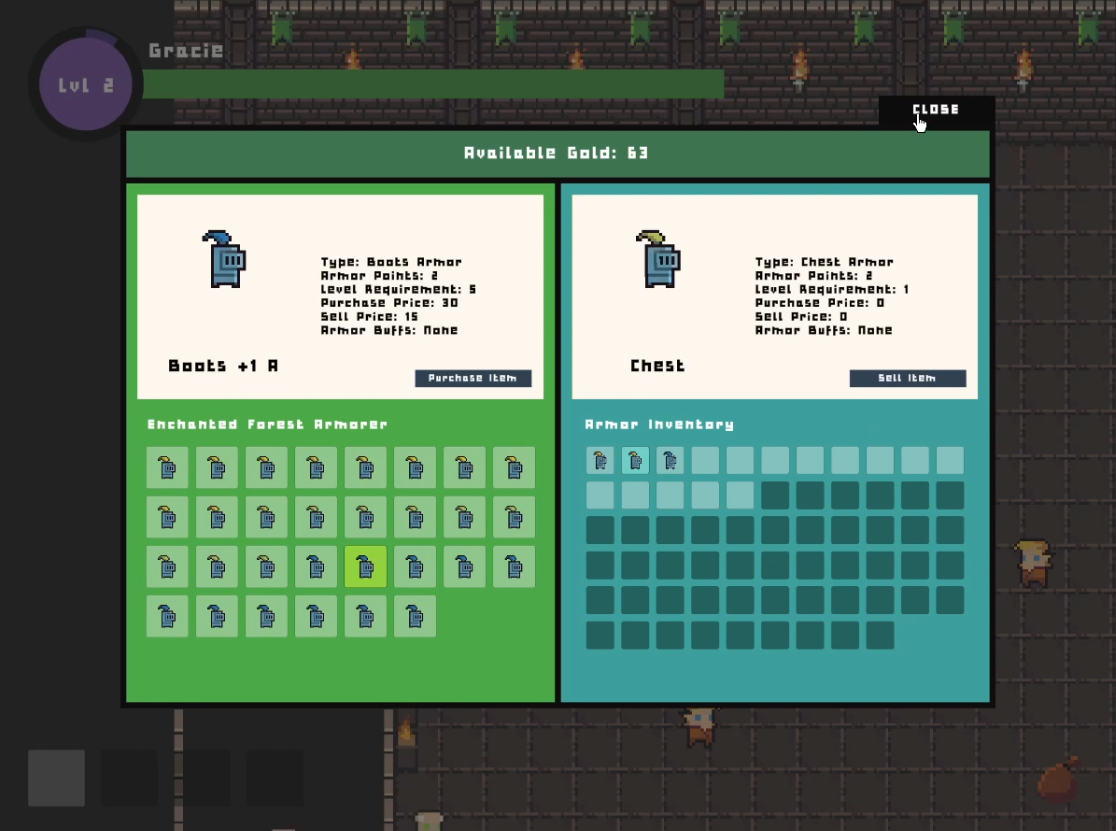 Gracie
Lvl 2
CLOSE
Available Gold: 63
Type: Boots Armor
Armor Points: 2
Level Requirement: 5
Purchase Price: 30
Sell Price: 15
Armor Buffs: None
Boots +1 A
Purchase Item
Type: Chest Armor
Armor Points: 2
Level Requirement: 1
Purchase Price: 0
Sell Price: 0
Armor Buffs: None
Chest
Sell Item
Enchanted Forest Armorer
Armor Inventory